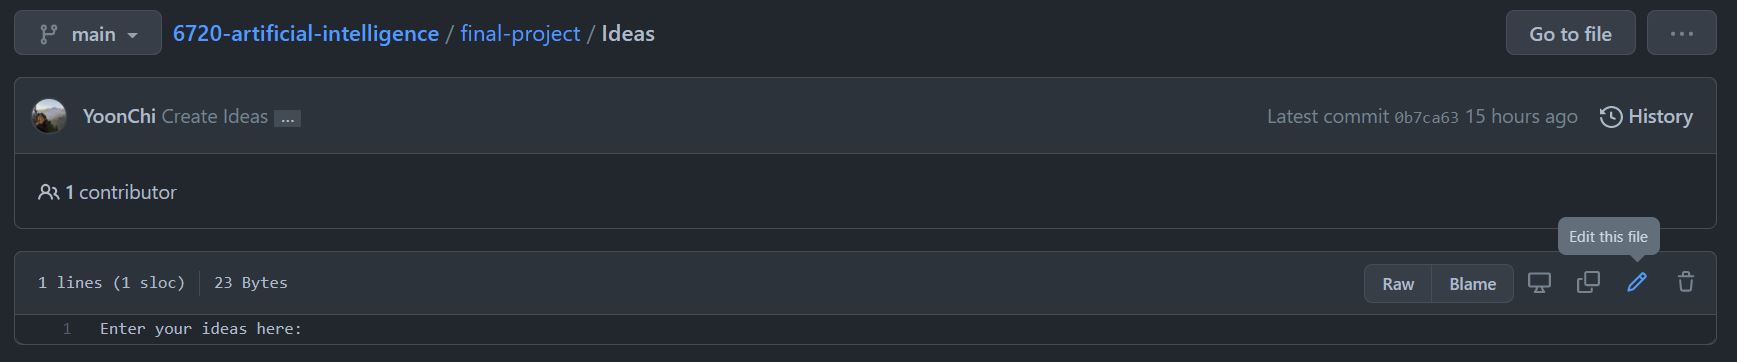 main 6720-artificial-intelligence / final-project / Ideas Go to file ...
YoonChi Create Ideas ... Latest commit 0b7ca63 15 hours ago History
1 contributor
Edit this file
1 lines (1 sloc) 23 Bytes Raw Blame
1 Enter your ideas here: